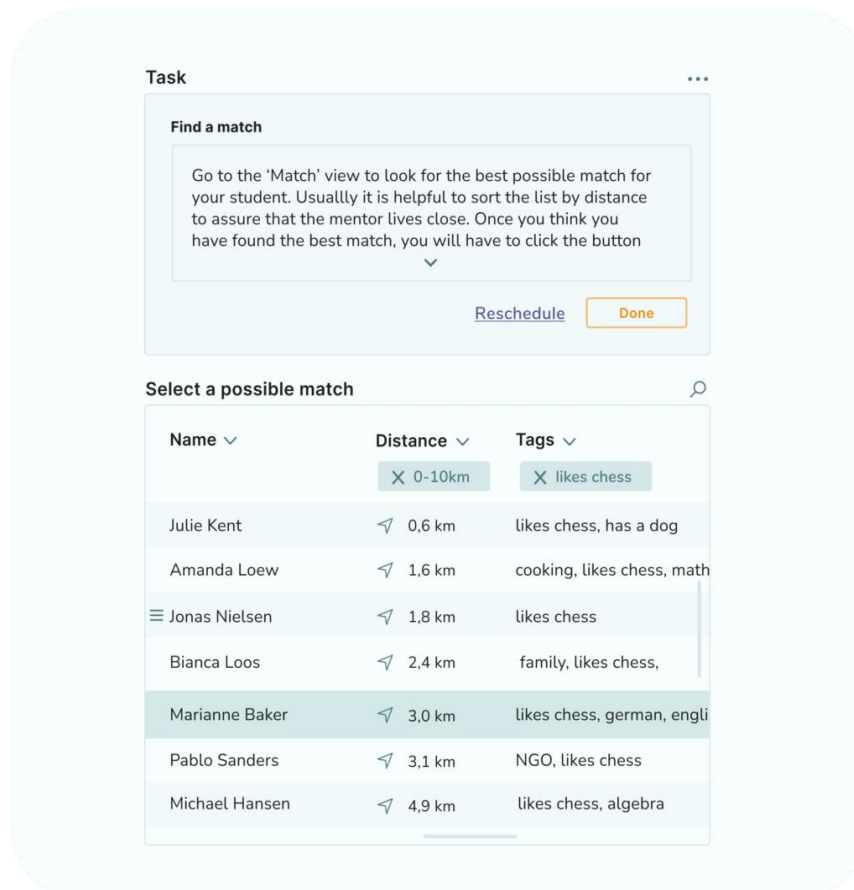 Task
Find a match
Go to the ‘Match’ view to look for the best possible match for
your student. Usuallly it is helpful to sort the list by distance
to assure that the mentor lives close. Once you think you
have found the best match, you will have to click the button
Reschedule Done
Select a possible match
Name Distance Tags
X 0-10km X likes chess
Julie Kent 0,6 km likes chess, has a dog
Amanda Loew 1,6 km cooking, likes chess, math
Jonas Nielsen 1,8 km likes chess
Bianca Loos 2,4 km family, likes chess,
Marianne Baker 3,0 km likes chess, german, engli
Pablo Sanders 3,1 km NGO, likes chess
Michael Hansen 4,9 km likes chess, algebra